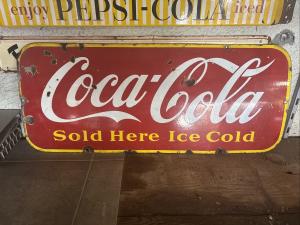 enjoy PEPSI-COLA iced
Coca-Cola
Sold Here Ice Cold